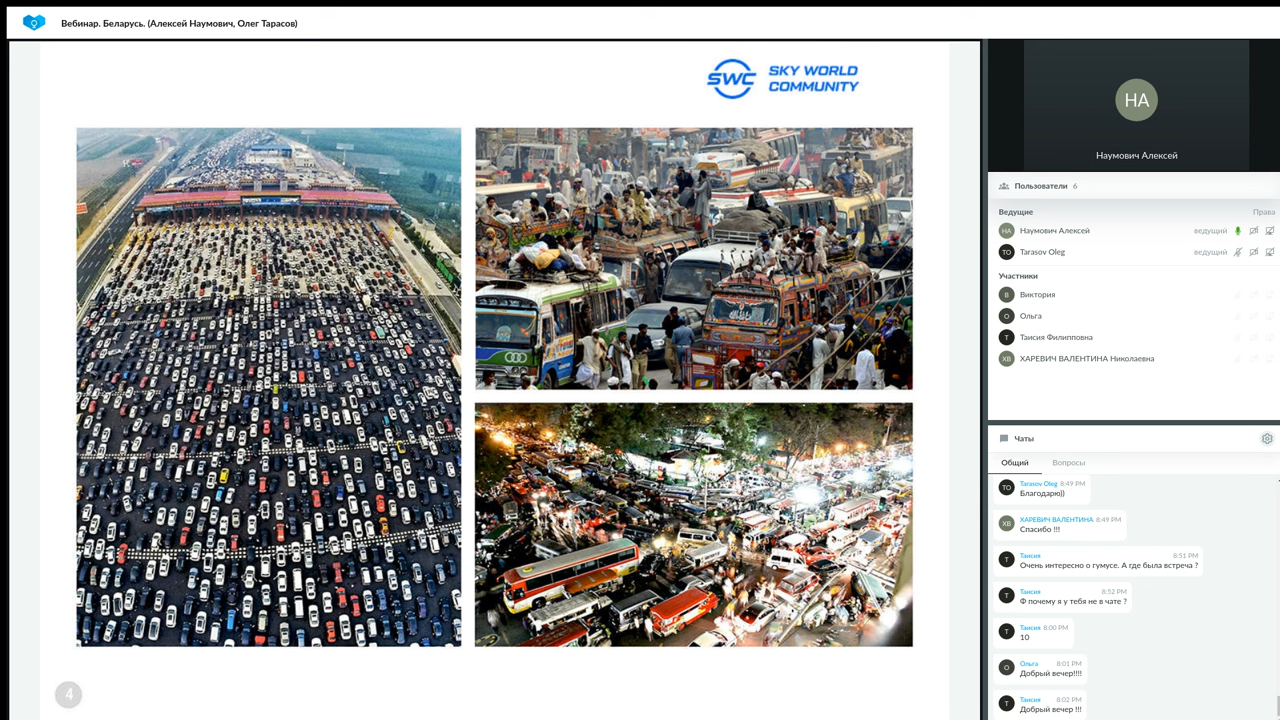 Вебинар. Беларусь. (Алексей Наумович, Олег Тарасов)
SWC
SKY WORLD
COMMUNITY
4
НА
Наумович Алексей
Пользователи 6
Ведущие Права
НА Наумович Алексей ведущий
TO Tarasov Oleg ведущий
Участники
В Виктория
О Ольга
Т Таисия Филипповна
ХВ ХАРЕВИЧ ВАЛЕНТИНА Николаевна
Чаты
Общий Вопросы
TO Tarasov Oleg 8:49 PM
Благодарю))
ХВ ХАРЕВИЧ ВАЛЕНТИНА 8:49 PM
Спасибо !!!
Т Таисия 8:51 PM
Очень интересно о гумусе. А где была встреча ?
Т Таисия 8:52 PM
Ф почему я у тебя не в чате ?
Т Таисия 8:00 PM
10
О Ольга 8:01 PM
Добрый вечер!!!!
Т Таисия 8:02 PM
Добрый вечер !!!